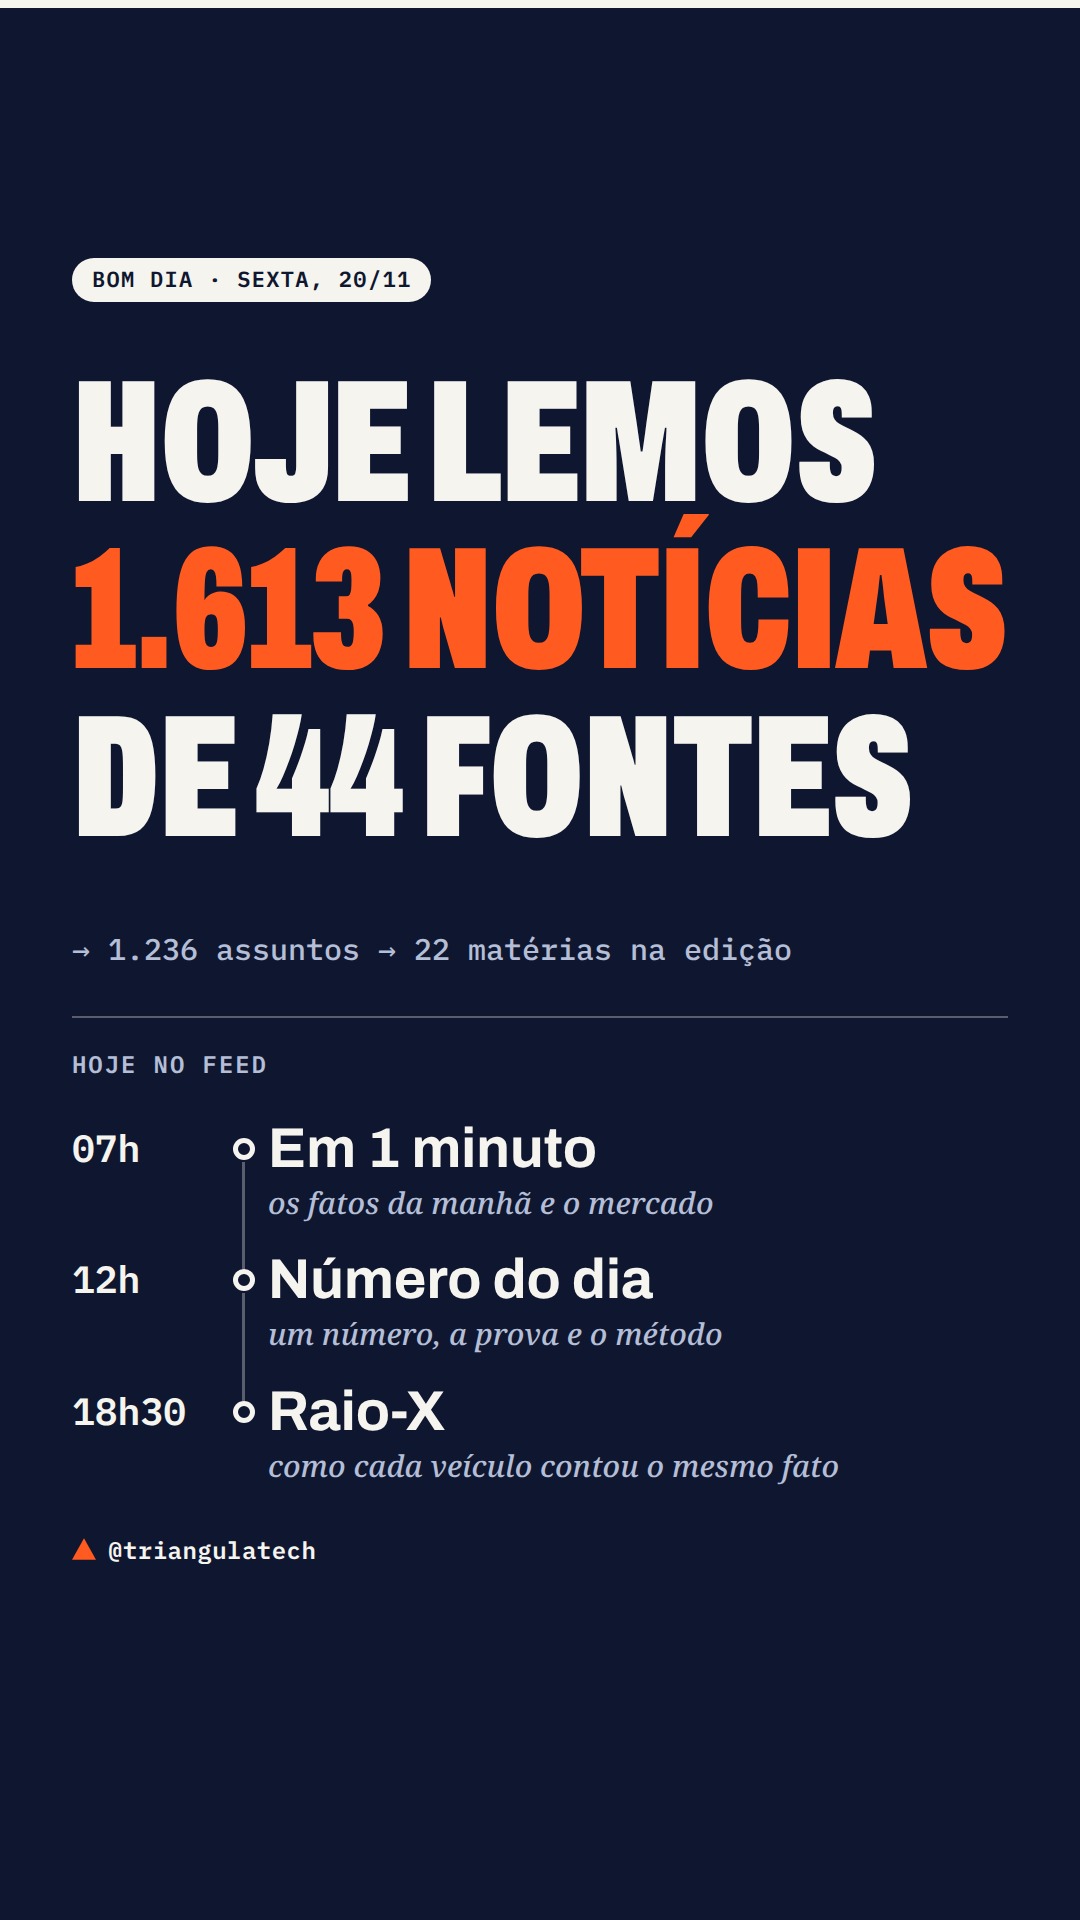 BOM DIA · SEXTA, 20/11
HOJE LEMOS
1.613 NOTÍCIAS
DE 44 FONTES
→ 1.236 assuntos → 22 matérias na edição
HOJE NO FEED
07h Em 1 minuto
os fatos da manhã e o mercado
12h Número do dia
um número, a prova e o método
18h30 Raio-X
como cada veículo contou o mesmo fato
@triangulatech